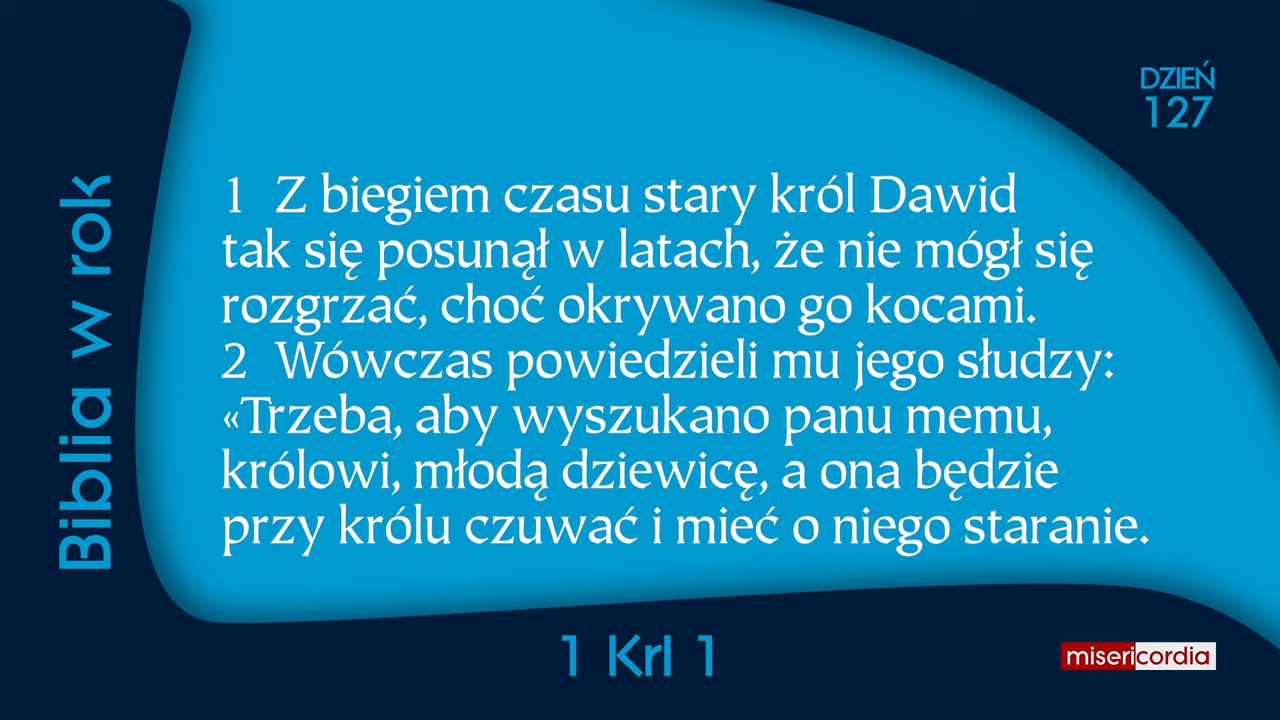 DZIEŃ
127
Biblia w rok
1 Z biegiem czasu stary król Dawid
tak się posunął w latach, że nie mógł się
rozgrzać, choć okrywano go kocami.
2 Wówczas powiedzieli mu jego słudzy:
«Trzeba, aby wyszukano panu memu,
królowi, młodą dziewicę, a ona będzie
przy królu czuwać i mieć o niego staranie.
1 Krl 1
misericordia